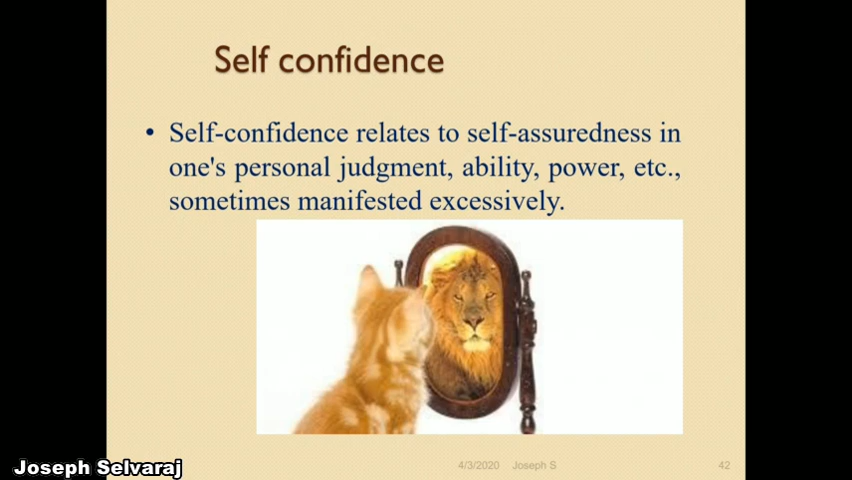 Self confidence
• Self-confidence relates to self-assuredness in
one's personal judgment, ability, power, etc.,
sometimes manifested excessively.
Joseph Selvaraj
4/3/2020 Joseph S 42